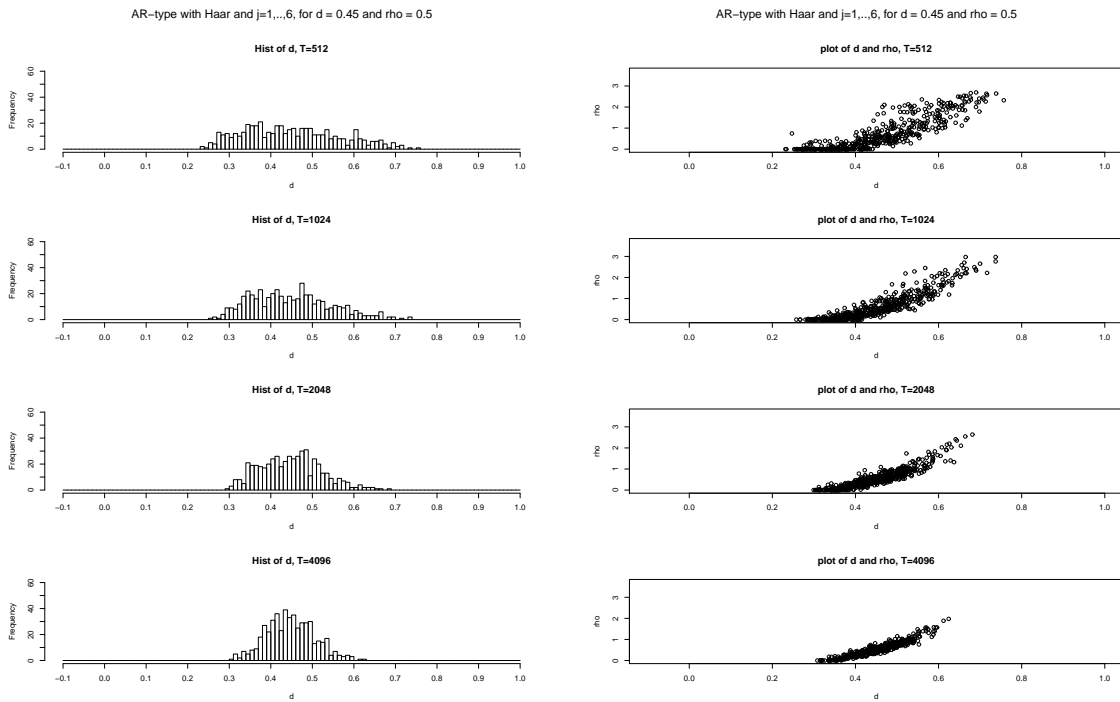 AR−type with Haar and j=1,..,6, for d = 0.45 and rho = 0.5
Hist of d, T=512
Frequency
0 20 40 60
−0.1 0.0 0.1 0.2 0.3 0.4 0.5 0.6 0.7 0.8 0.9 1.0
d
Hist of d, T=1024
Frequency
0 20 40 60
−0.1 0.0 0.1 0.2 0.3 0.4 0.5 0.6 0.7 0.8 0.9 1.0
d
Hist of d, T=2048
Frequency
0 20 40 60
−0.1 0.0 0.1 0.2 0.3 0.4 0.5 0.6 0.7 0.8 0.9 1.0
d
Hist of d, T=4096
Frequency
0 20 40 60
−0.1 0.0 0.1 0.2 0.3 0.4 0.5 0.6 0.7 0.8 0.9 1.0
d
AR−type with Haar and j=1,..,6, for d = 0.45 and rho = 0.5
plot of d and rho, T=512
rho
0 1 2 3
0.0 0.2 0.4 0.6 0.8 1.0
d
plot of d and rho, T=1024
rho
0 1 2 3
0.0 0.2 0.4 0.6 0.8 1.0
d
plot of d and rho, T=2048
rho
0 1 2 3
0.0 0.2 0.4 0.6 0.8 1.0
d
plot of d and rho, T=4096
rho
0 1 2 3
0.0 0.2 0.4 0.6 0.8 1.0
d